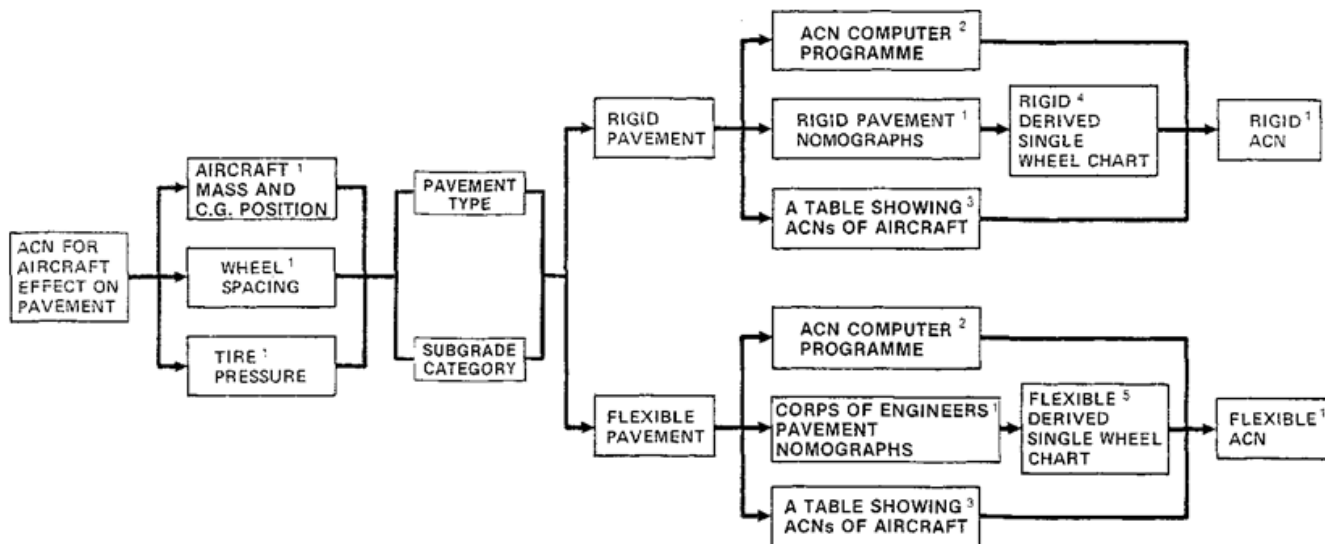 ACN FOR
AIRCRAFT
EFFECT ON
PAVEMENT
AIRCRAFT 1
MASS AND
C.G. POSITION
WHEEL 1
SPACING
TIRE 1
PRESSURE
PAVEMENT
TYPE
SUBGRADE
CATEGORY
RIGID
PAVEMENT
ACN COMPUTER 2
PROGRAMME
RIGID PAVEMENT 1
NOMOGRAPHS
RIGID 4
DERIVED
SINGLE
WHEEL CHART
A TABLE SHOWING 3
ACNs OF AIRCRAFT
RIGID 1
ACN
FLEXIBLE
PAVEMENT
ACN COMPUTER 2
PROGRAMME
CORPS OF ENGINEERS 1
PAVEMENT
NOMOGRAPHS
FLEXIBLE 5
DERIVED
SINGLE WHEEL
CHART
A TABLE SHOWING 3
ACNs OF AIRCRAFT
FLEXIBLE 1
ACN